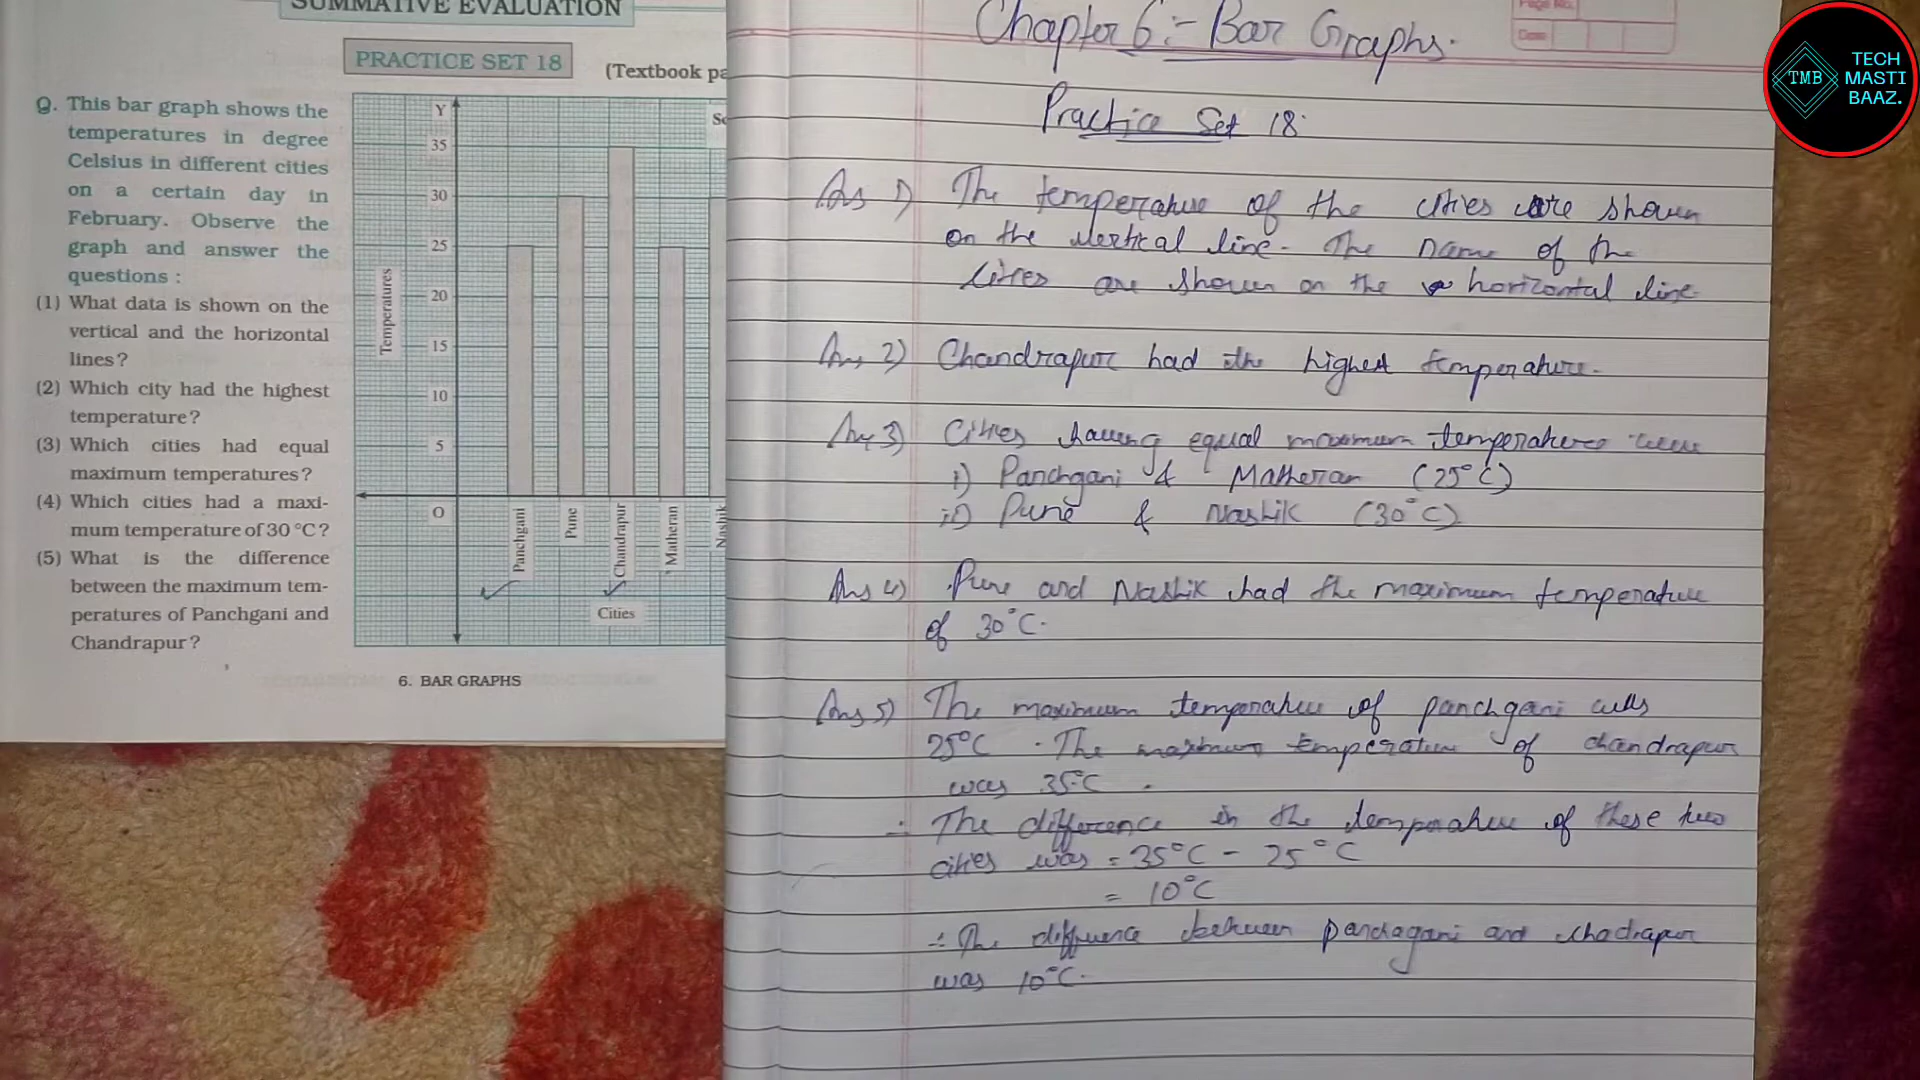 SUMMATIVE EVALUATION
PRACTICE SET 18
(Textbook pa
Q. This bar graph shows the
temperatures in degree
Celsius in different cities
on a certain day in
February. Observe the
graph and answer the
questions :
(1) What data is shown on the
vertical and the horizontal
lines?
(2) Which city had the highest
temperature?
(3) Which cities had equal
maximum temperatures?
(4) Which cities had a maxi-
mum temperature of 30 °C?
(5) What is the difference
between the maximum tem-
peratures of Panchgani and
Chandrapur?
Y
Sc
35
30
25
20
15
10
5
O
Temperatures
Panchgani
Pune
Chandrapur
Matheran
Nashik
Cities
6. BAR GRAPHS
Chapter 6:- Bar Graphs.
Page No.
Date
Practice Set 18.
Ans 1) The temperature of the cities are shown
on the vertical line. The name of the
cities are shown on the horizontal line
Ans 2) Chandrapur had the highest temperature.
Ans 3) Cities having equal maximum temperatures were
i) Panchgani & Matheran (25°C)
ii) Pune & Nashik (30°C)
Ans 4) Pune and Nashik had the maximum temperature
of 30°C.
Ans 5) The maximum temperature of panchgani was
25°C. The maximum temperature of chandrapur
was 35°C.
∴ The difference in the temperature of these two
cities was = 35°C - 25°C
= 10°C
∴ The difference between pandagani and chadrapur
was 10°C.
TMB
TECH
MASTI
BAAZ.